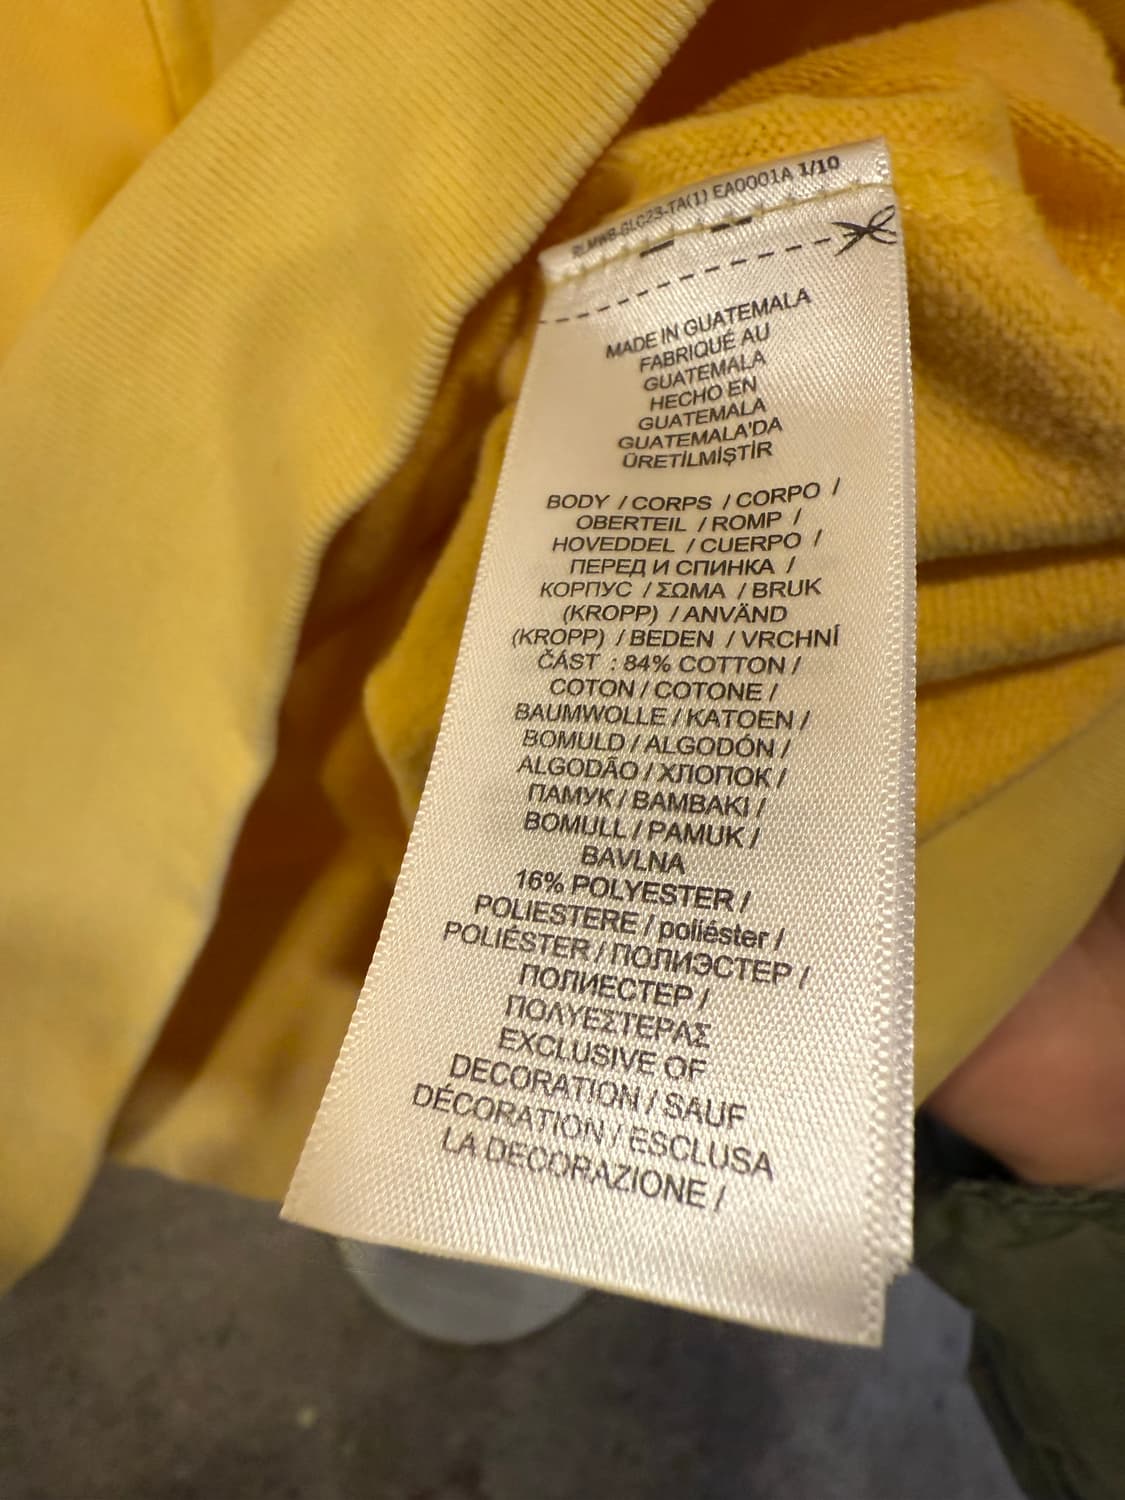 RLMWB-GLC23-TA(1) EA0001A 1/10
MADE IN GUATEMALA
FABRIQUÉ AU
GUATEMALA
HECHO EN
GUATEMALA
GUATEMALA'DA
ÜRETİLMİŞTİR
BODY / CORPS / CORPO /
OBERTEIL / ROMP /
HOVEDDEL / CUERPO /
ПЕРЕД И СПИНКА /
КОРПУС / ΣΩΜΑ / BRUK
(KROPP) / ANVÄND
(KROPP) / BEDEN / VRCHNÍ
ČÁST : 84% COTTON /
COTON / COTONE /
BAUMWOLLE / KATOEN /
BOMULD / ALGODÓN /
ALGODÃO / ХЛОПОК /
ПАМУК / ΒΑΜΒΑΚΙ /
BOMULL / PAMUK /
BAVLNA
16% POLYESTER /
POLIESTERE / poliéster /
POLIÉSTER / ПОЛИЭСТЕР /
ПОЛИЕСТЕР /
ΠΟΛΥΕΣΤΕΡΑΣ
EXCLUSIVE OF
DECORATION / SAUF
DÉCORATION / ESCLUSA
LA DECORAZIONE /